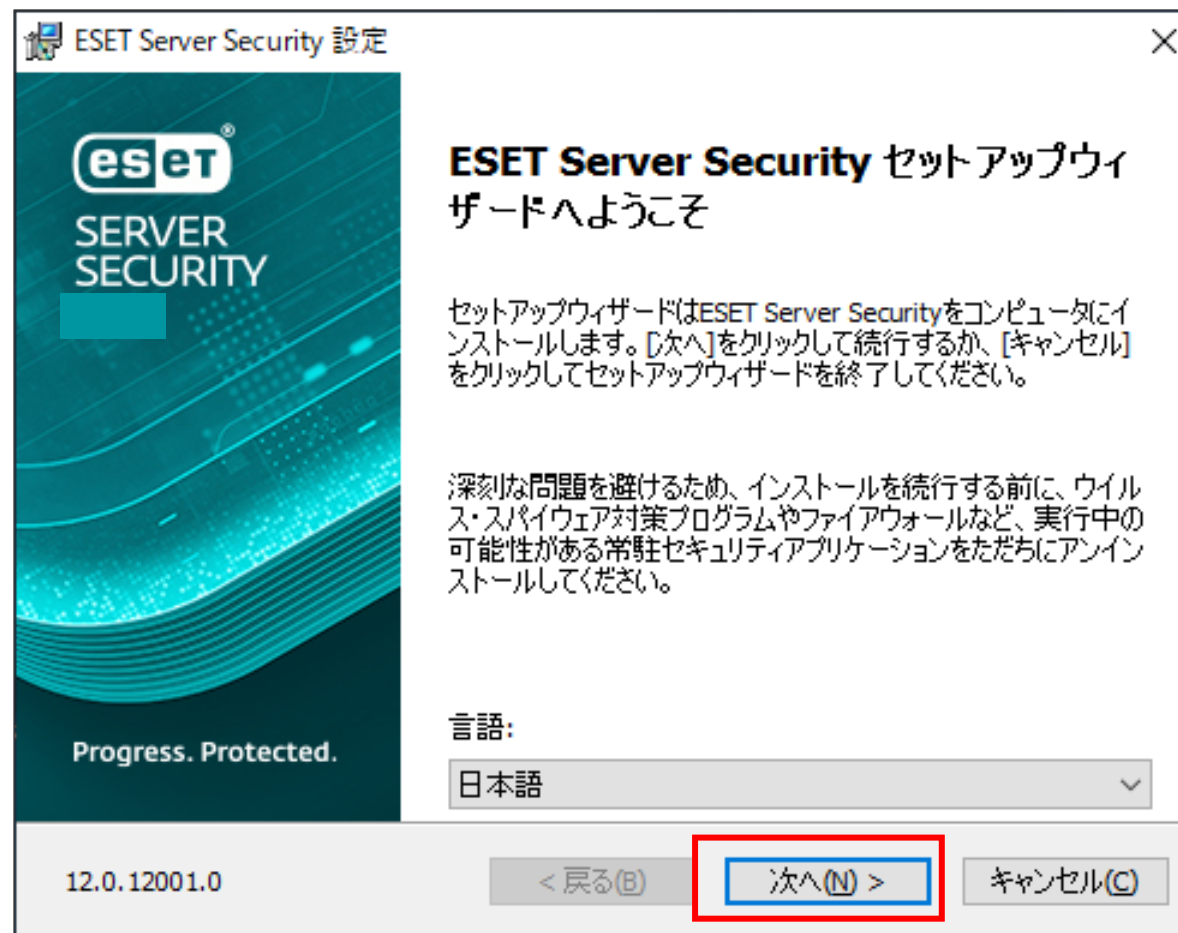 ESET Server Security 設定
eset®
SERVER
SECURITY
ESET Server Security セットアップウィ
ザードへようこそ
セットアップウィザードはESET Server Securityをコンピュータにイ
ンストールします。[次へ]をクリックして続行するか、[キャンセル]
をクリックしてセットアップウィザードを終了してください。
深刻な問題を避けるため、インストールを続行する前に、ウイル
ス・スパイウェア対策プログラムやファイアウォールなど、実行中の
可能性がある常駐セキュリティアプリケーションをただちにアンイン
ストールしてください。
Progress. Protected.
言語:
日本語
12.0.12001.0
< 戻る(B)
次へ(N) >
キャンセル(C)